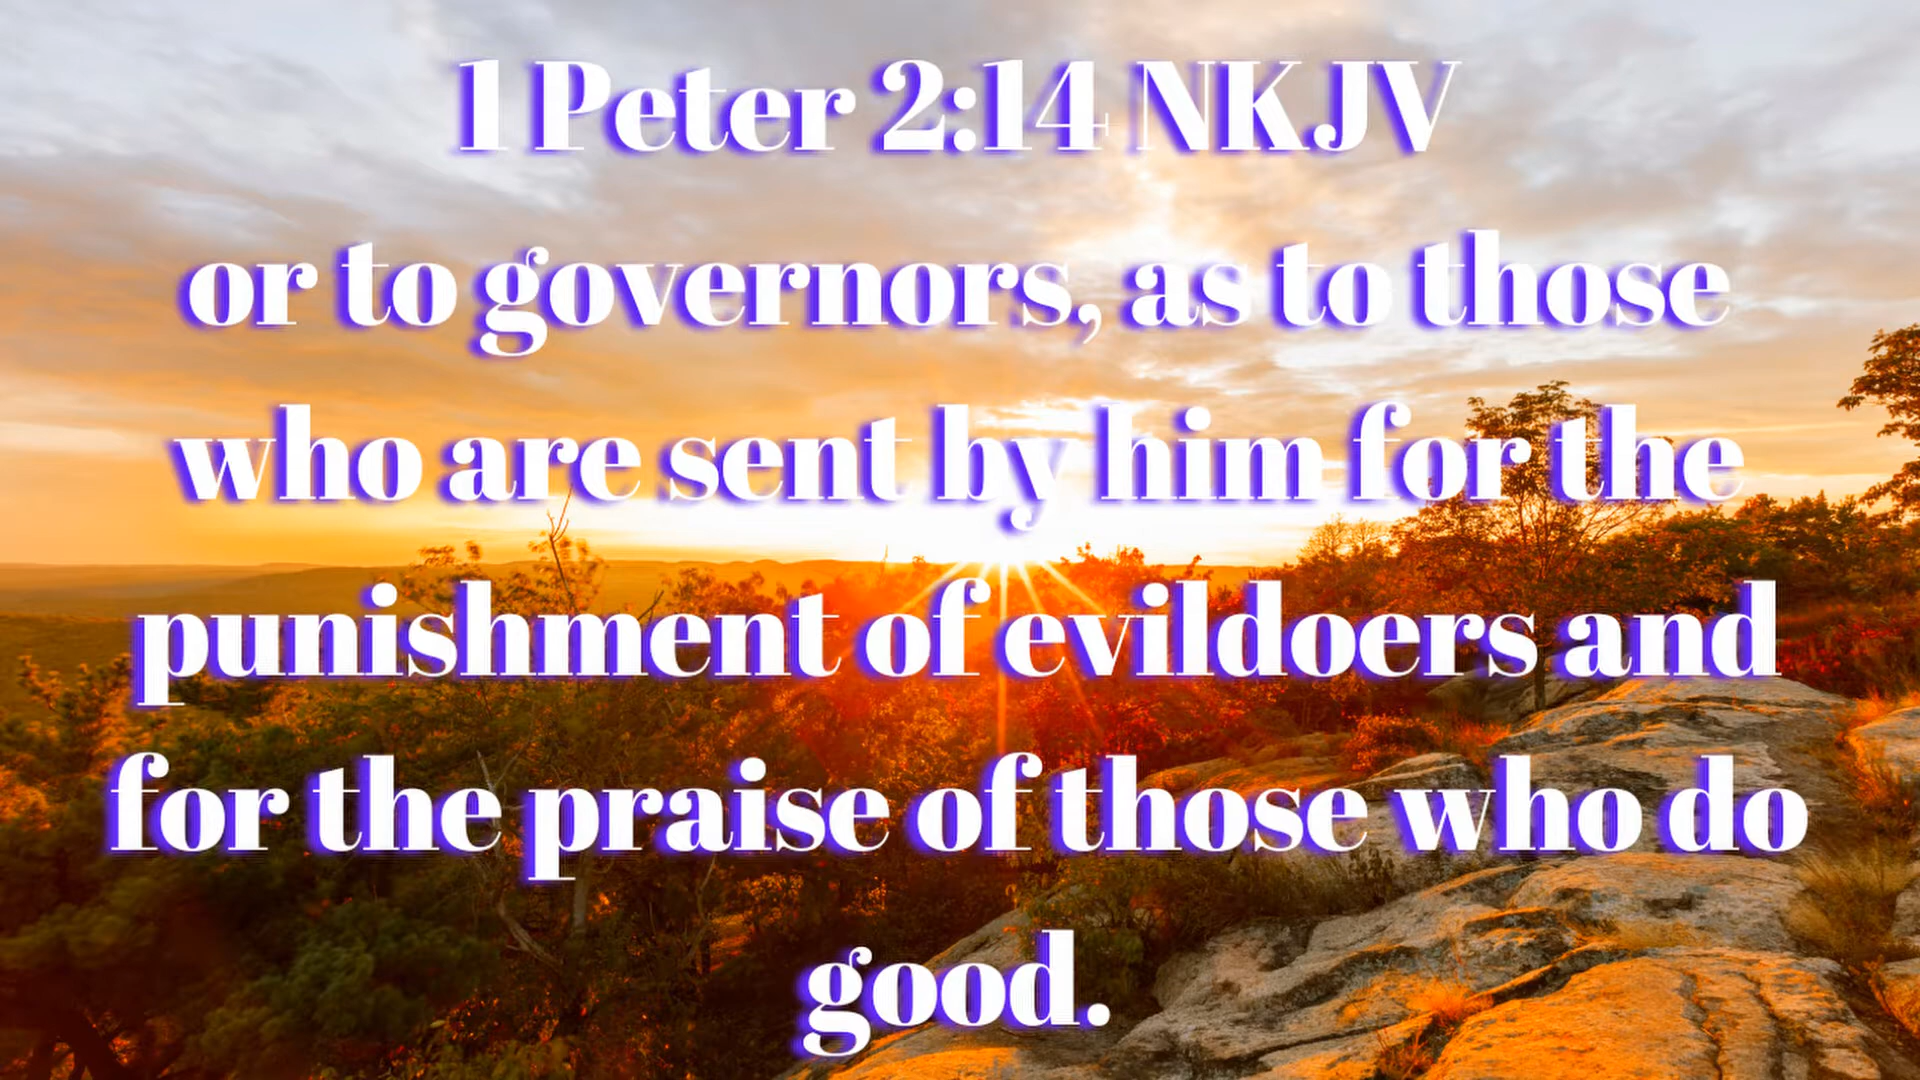 1 Peter 2:14 NKJV
or to governors, as to those
who are sent by him for the
punishment of evildoers and
for the praise of those who do
good.